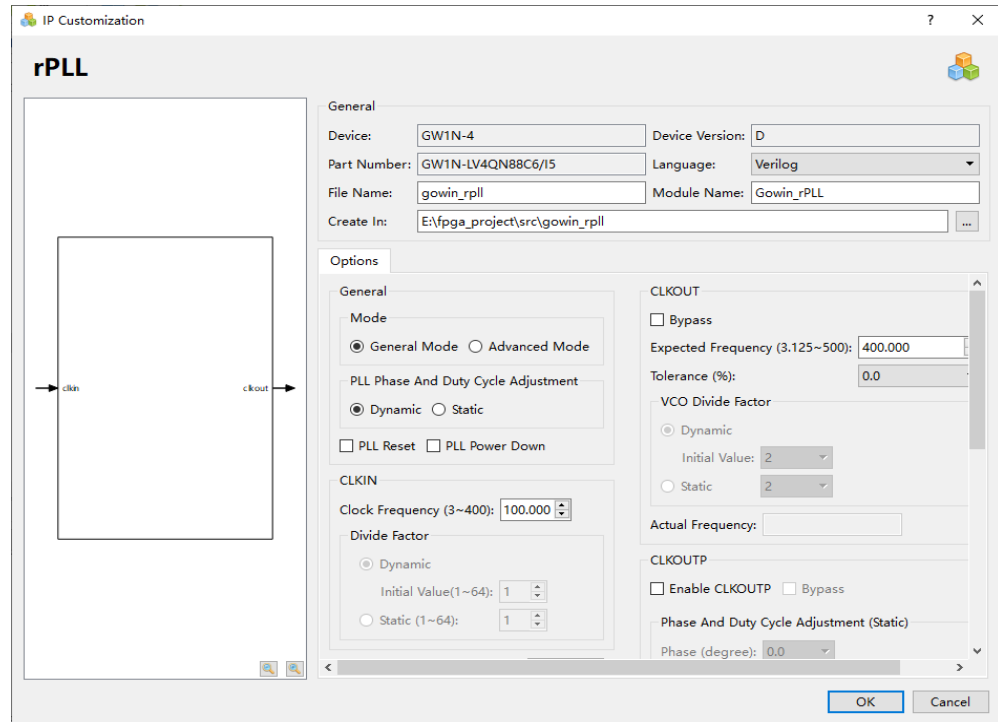 IP Customization
rPLL
clkin
clkout
General
Device: GW1N-4 Device Version: D
Part Number: GW1N-LV4QN88C6/I5 Language: Verilog
File Name: gowin_rpll Module Name: Gowin_rPLL
Create In: E:\fpga_project\src\gowin_rpll ...
Options
General
Mode
General Mode Advanced Mode
PLL Phase And Duty Cycle Adjustment
Dynamic Static
PLL Reset PLL Power Down
CLKIN
Clock Frequency (3~400): 100.000
Divide Factor
Dynamic
Initial Value(1~64): 1
Static (1~64): 1
CLKOUT
Bypass
Expected Frequency (3.125~500): 400.000
Tolerance (%): 0.0
VCO Divide Factor
Dynamic
Initial Value: 2
Static 2
Actual Frequency:
CLKOUTP
Enable CLKOUTP Bypass
Phase And Duty Cycle Adjustment (Static)
Phase (degree): 0.0
OK Cancel